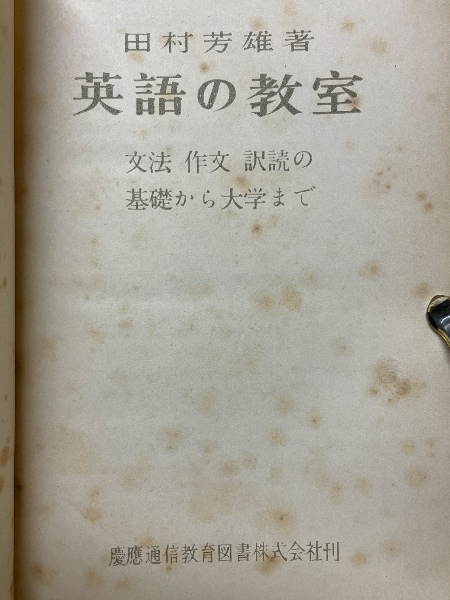 田村芳雄著
英語の教室
文法 作文 訳読の
基礎から大学まで
慶應通信教育図書株式会社刊